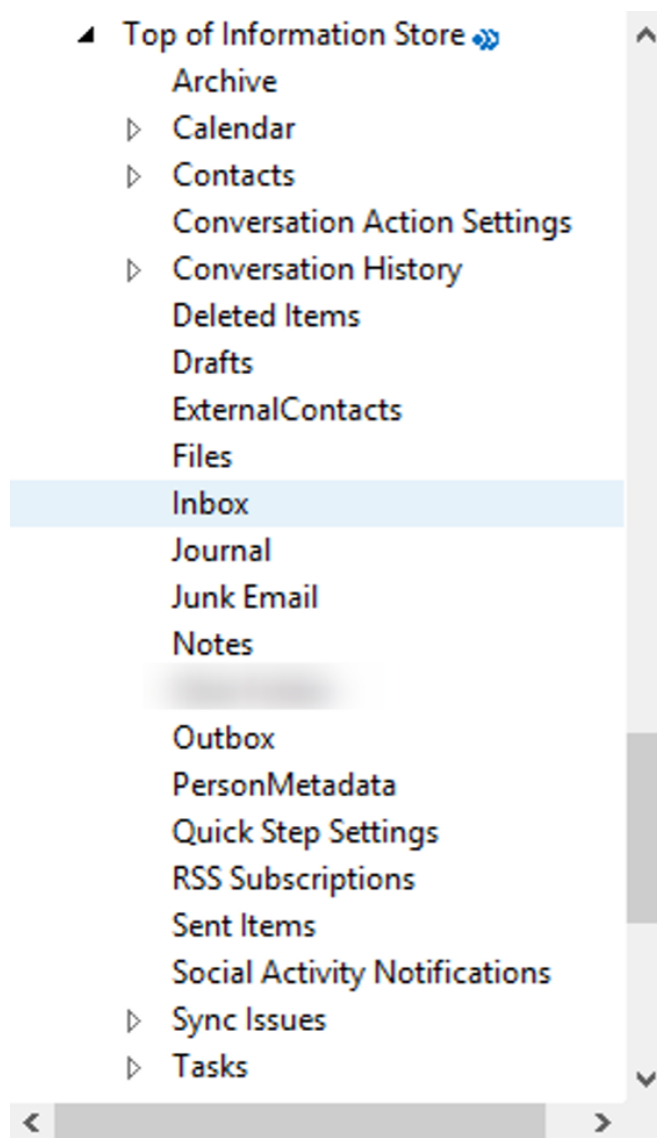 Top of Information Store
Archive
Calendar
Contacts
Conversation Action Settings
Conversation History
Deleted Items
Drafts
ExternalContacts
Files
Inbox
Journal
Junk Email
Notes
Outbox
PersonMetadata
Quick Step Settings
RSS Subscriptions
Sent Items
Social Activity Notifications
Sync Issues
Tasks